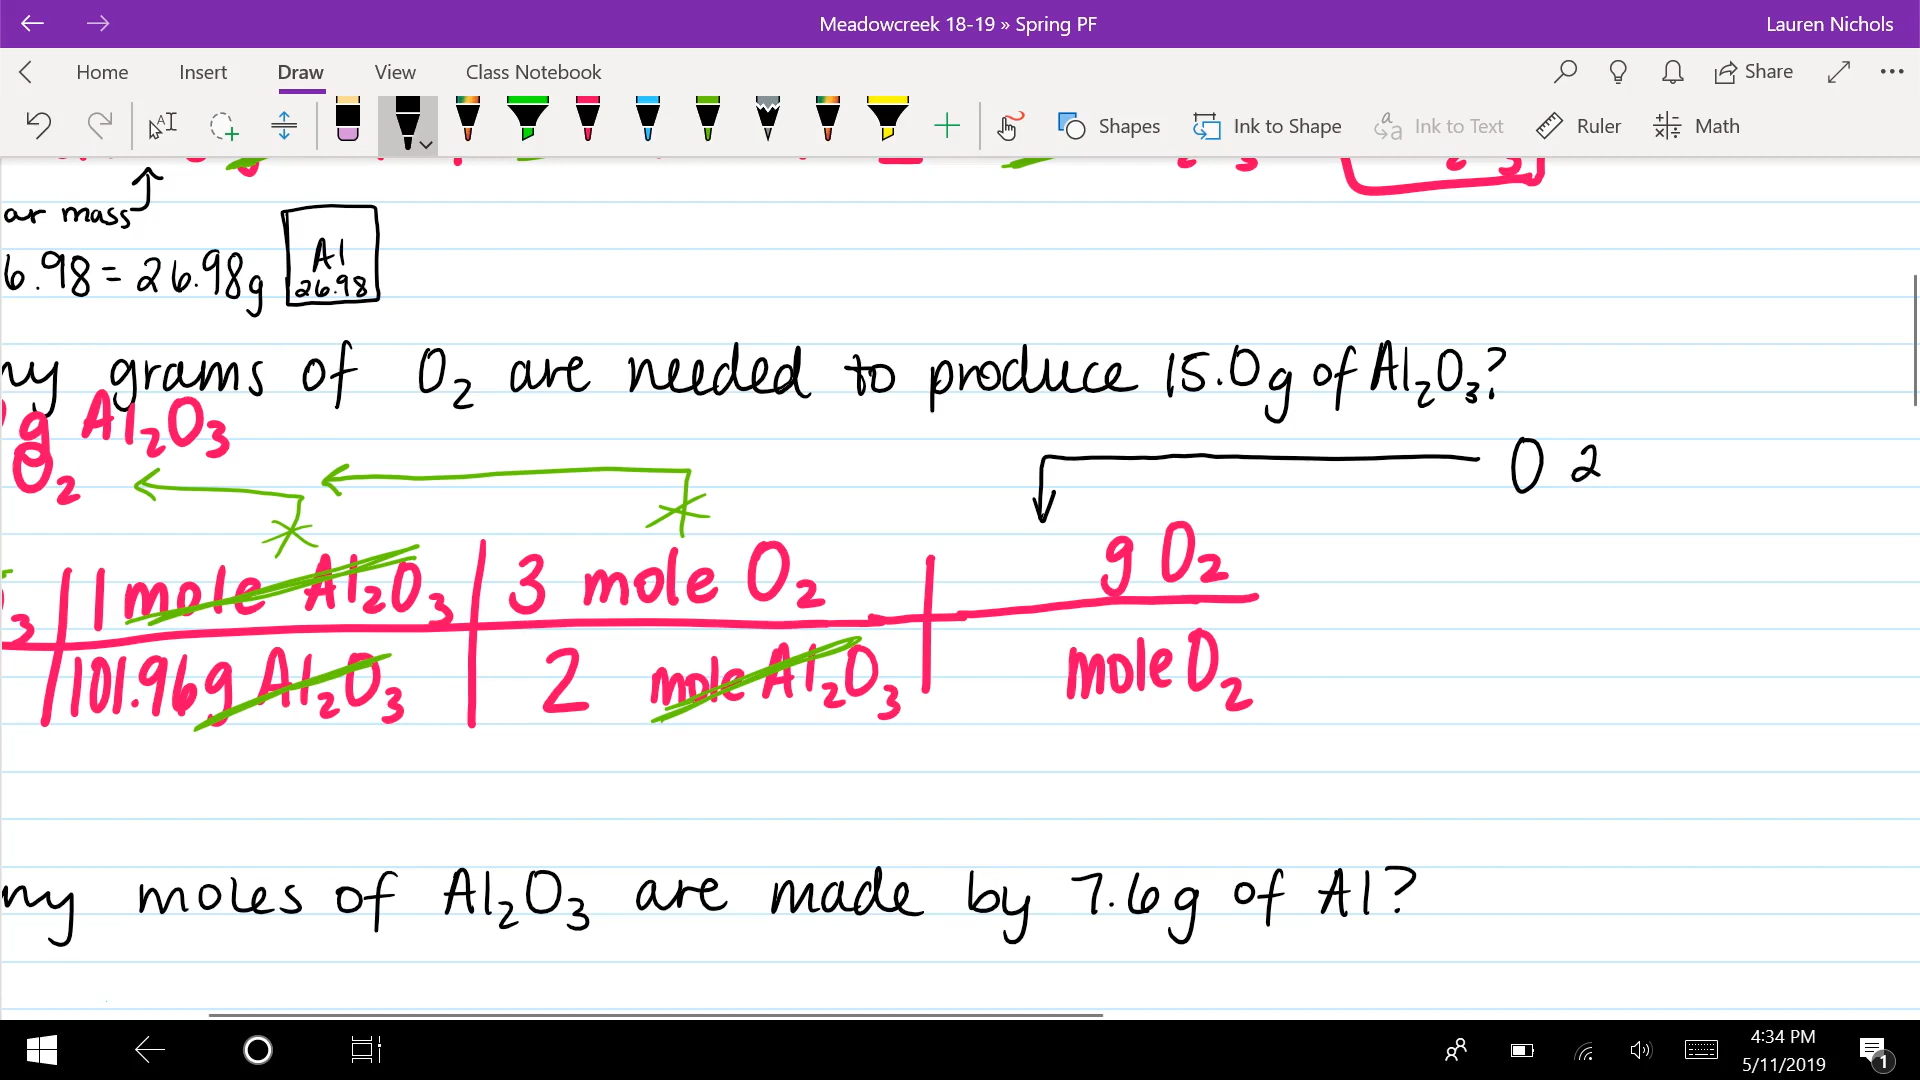 Meadowcreek 18-19 » Spring PF
Lauren Nichols
Home Insert Draw View Class Notebook
Share
Shapes Ink to Shape Ink to Text Ruler Math
ar mass
6.98 = 26.98g
Al
26.98
ny grams of O₂ are needed to produce 15.0g of Al₂O₃?
g Al₂O₃
O₂
O 2
3 | 1 mole Al₂O₃ | 3 mole O₂ | g O₂
101.96g Al₂O₃ | 2 mole Al₂O₃ | mole O₂
ny moles of Al₂O₃ are made by 7.6g of Al?
4:34 PM
5/11/2019
1